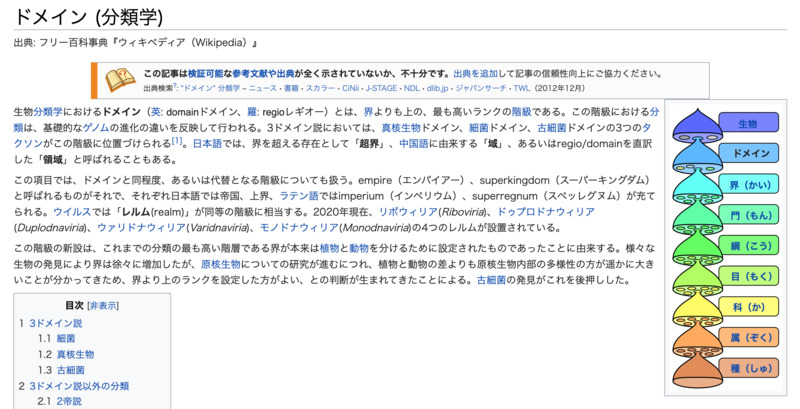 ドメイン (分類学)
出典: フリー百科事典『ウィキペディア（Wikipedia）』
この記事は検証可能な参考文献や出典が全く示されていないか、不十分です。出典を追加して記事の信頼性向上にご協力ください。
出典検索?: "ドメイン" 分類学 – ニュース · 書籍 · スカラー · CiNii · J-STAGE · NDL · dlib.jp · ジャパンサーチ · TWL（2012年12月）
生物分類学におけるドメイン（英: domainドメイン、羅: regioレギオー）とは、界よりも上の、最も高いランクの階級である。この階級における分
類は、基礎的なゲノムの進化の違いを反映して行われる。3ドメイン説においては、真核生物ドメイン、細菌ドメイン、古細菌ドメインの3つのタ
クソンがこの階級に位置づけられる[1]。日本語では、界を超える存在として「超界」、中国語に由来する「域」、あるいはregio/domainを直訳
した「領域」と呼ばれることもある。
この項目では、ドメインと同程度、あるいは代替となる階級についても扱う。empire（エンパイアー）、superkingdom（スーパーキングダム）
と呼ばれるものがそれで、それぞれ日本語では帝国、上界、ラテン語ではimperium（インペリウム）、superregnum（スペッレグヌム）が充て
られる。ウイルスでは「レルム(realm)」が同等の階級に相当する。2020年現在、リボウィリア(Riboviria)、ドゥプロドナウィリア
(Duplodnaviria)、ウァリドナウィリア(Varidnaviria)、モノドナウィリア(Monodnaviria)の4つのレルムが設置されている。
この階級の新設は、これまでの分類の最も高い階層である界が本来は植物と動物を分けるために設定されたものであったことに由来する。様々な
生物の発見により界は徐々に増加したが、原核生物についての研究が進むにつれ、植物と動物の差よりも原核生物内部の多様性の方が遥かに大き
いことが分かってきたため、界より上のランクを設定した方がよい、との判断が生まれてきたことによる。古細菌の発見がこれを後押しした。
目次 [非表示]
1 3ドメイン説
1.1 細菌
1.2 真核生物
1.3 古細菌
2 3ドメイン説以外の分類
2.1 2帝説
生物
ドメイン
界（かい）
門（もん）
綱（こう）
目（もく）
科（か）
属（ぞく）
種（しゅ）